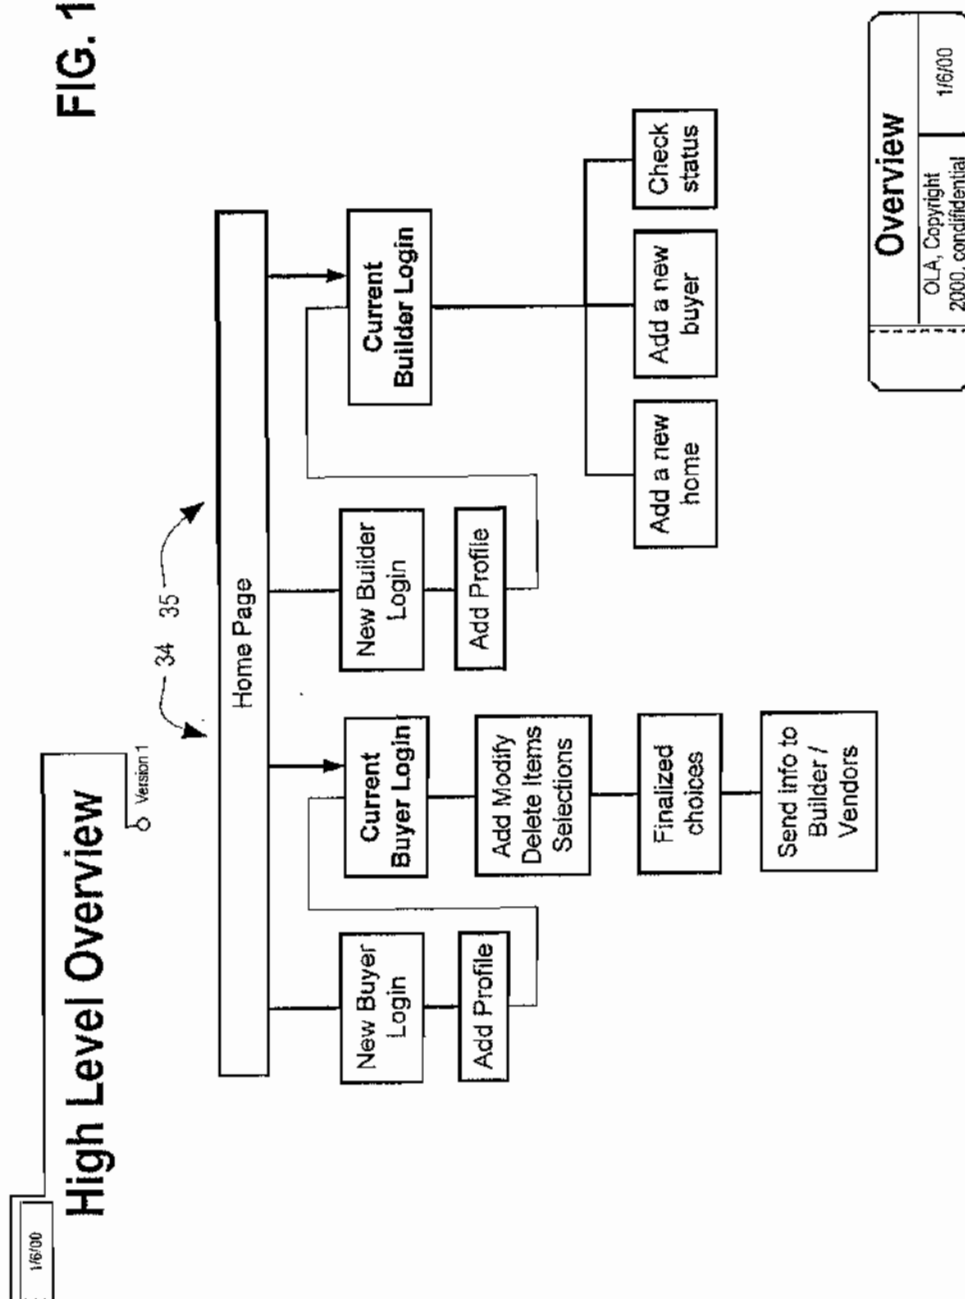 1/6/00
High Level Overview
Version 1
FIG. 1
34
35
Home Page
New Buyer
Login
Add Profile
Current
Buyer Login
Add Modify
Delete Items
Selections
Finalized
choices
Send info to
Builder /
Vendors
New Builder
Login
Add Profile
Current
Builder Login
Add a new
home
Add a new
buyer
Check
status
Overview
OLA, Copyright
2000, condifidential
1/6/00